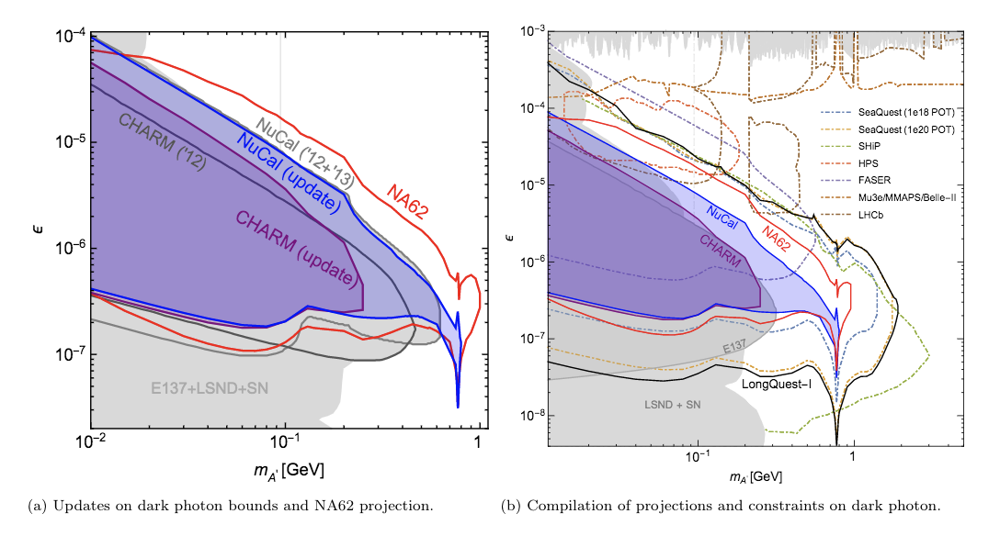 10⁻⁴
10⁻⁵
10⁻⁶
10⁻⁷
ϵ
CHARM ('12)
NuCal ('12+'13)
NuCal (update)
NA62
CHARM (update)
E137+LSND+SN
10⁻²
10⁻¹
1
m_A' [GeV]
(a) Updates on dark photon bounds and NA62 projection.
10⁻³
10⁻⁴
10⁻⁵
10⁻⁶
10⁻⁷
10⁻⁸
ϵ
SeaQuest (1e18 POT)
SeaQuest (1e20 POT)
SHiP
HPS
FASER
Mu3e/MMAPS/Belle-II
LHCb
NuCal
NA62
CHARM
E137
LongQuest-I
LSND + SN
10⁻¹
1
m_A' [GeV]
(b) Compilation of projections and constraints on dark photon.